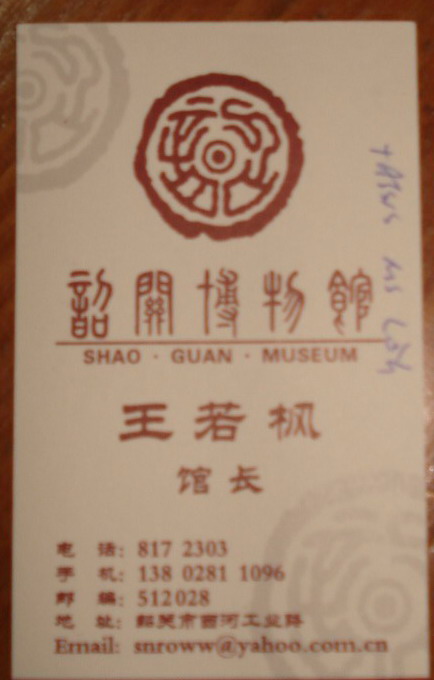 韶關博物館
SHAO · GUAN · MUSEUM
王若枫
馆长
电 话: 817 2303
手 机: 138 0281 1096
邮 编: 512028
地 址: 韶关市西河工业路
Email: snroww@yahoo.com.cn